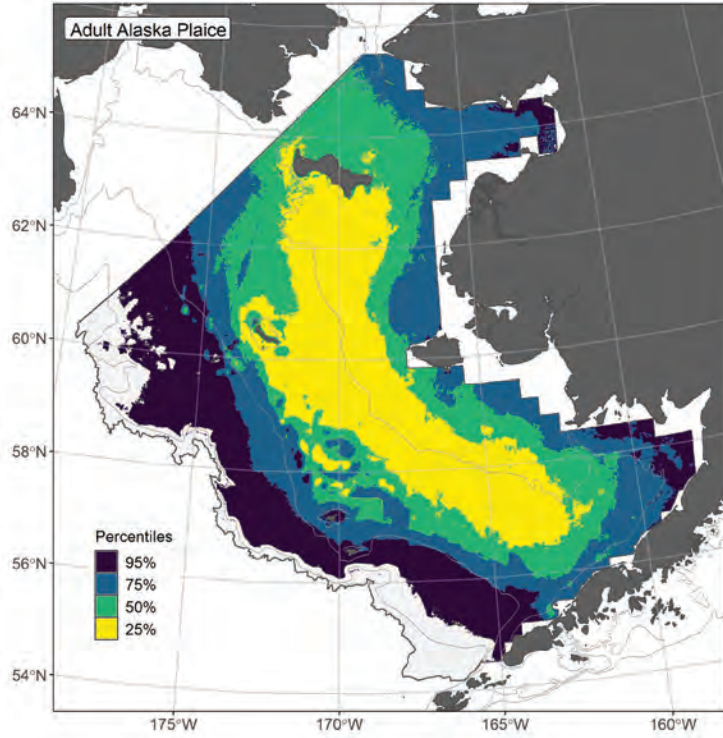 Adult Alaska Plaice
64°N
62°N
60°N
58°N
56°N
54°N
Percentiles
95%
75%
50%
25%
175°W
170°W
165°W
160°W